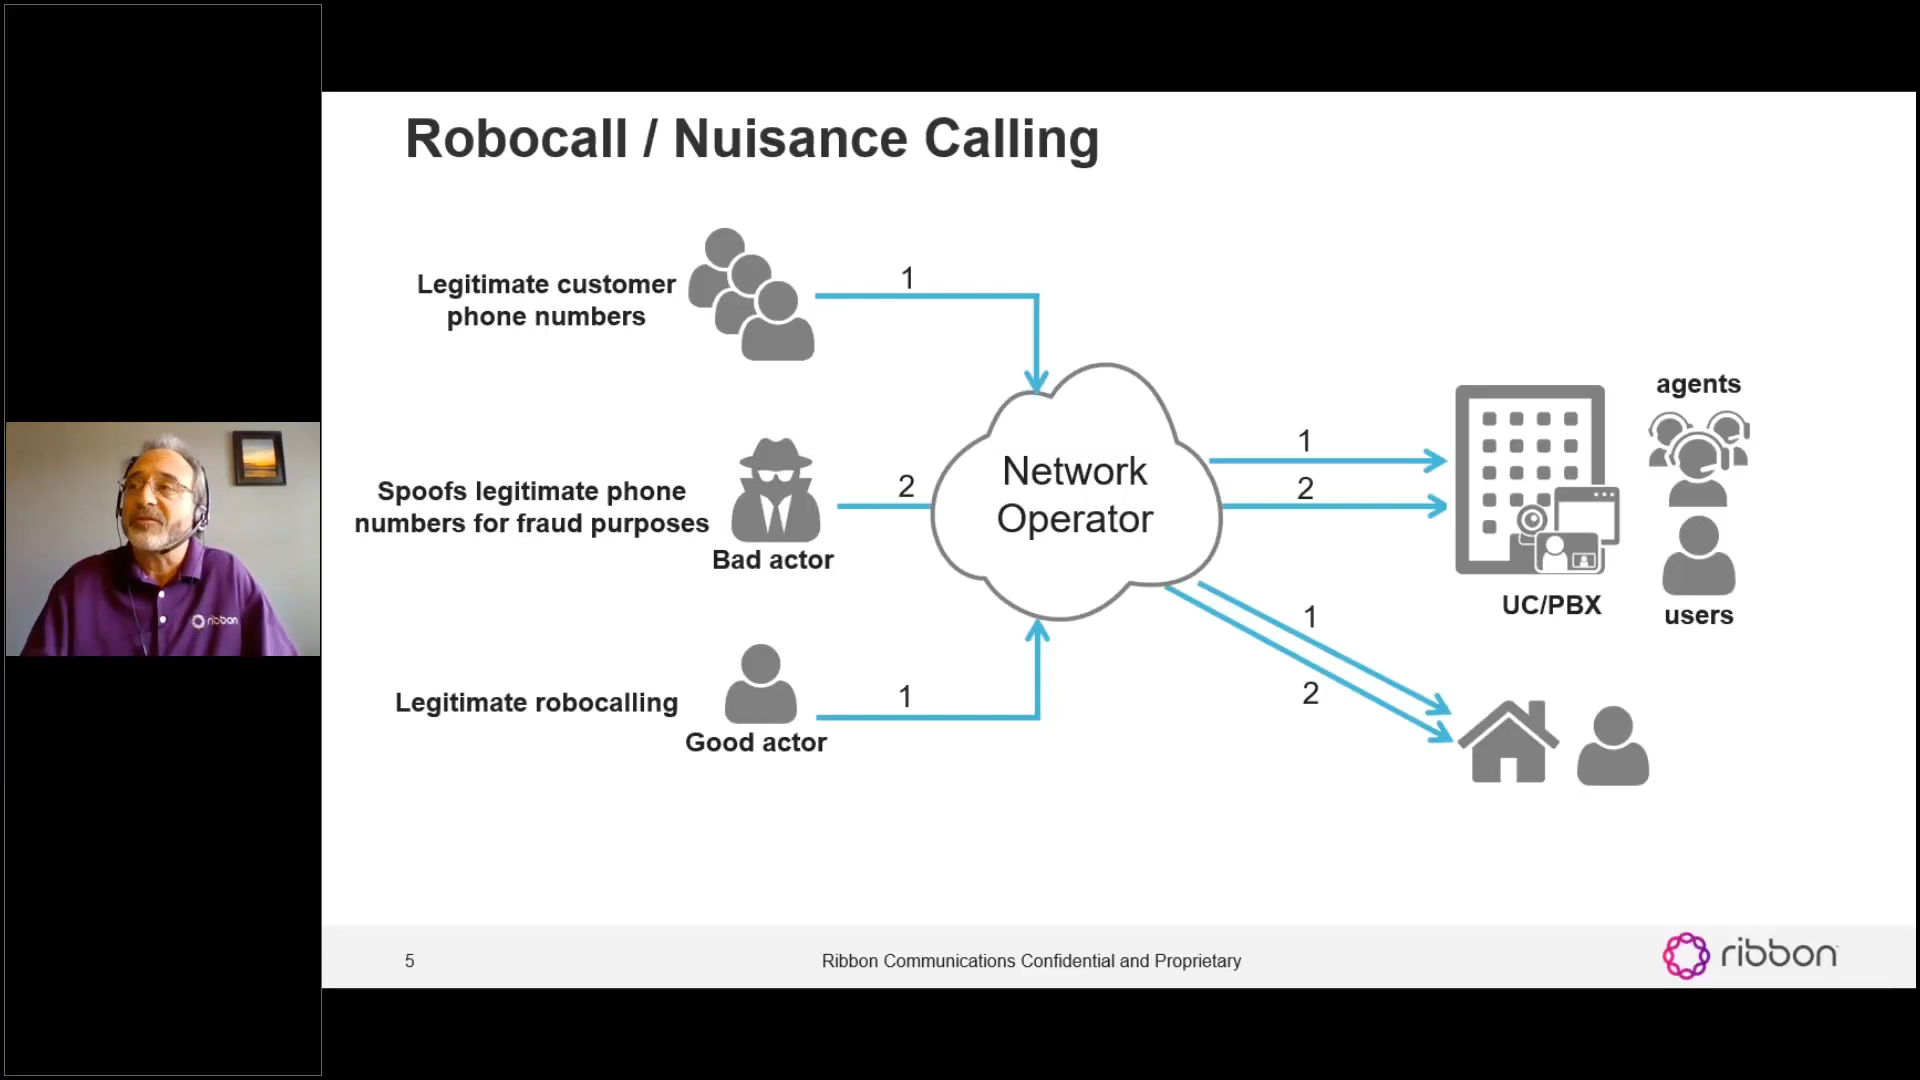 Robocall / Nuisance Calling
Legitimate customer
phone numbers
1
Spoofs legitimate phone
numbers for fraud purposes
Bad actor
2
Legitimate robocalling
Good actor
1
Network
Operator
1
2
1
2
agents
UC/PBX
users
ribbon
5
Ribbon Communications Confidential and Proprietary
ribbon